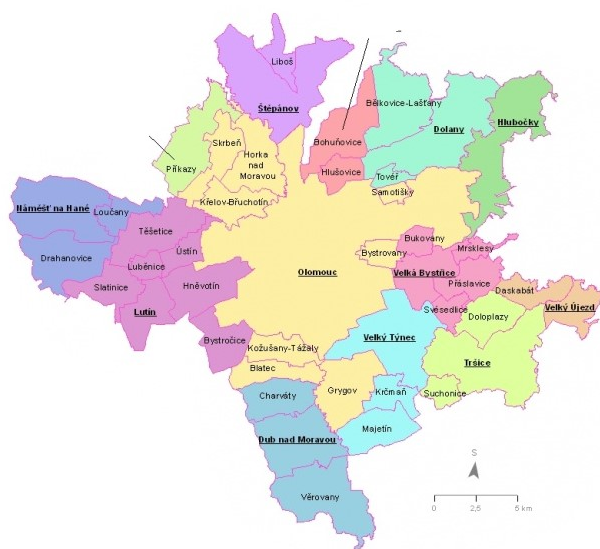 Liboš
Štěpánov
Bělkovice-Lašťany
Hlubočky
Dolany
Skrbeň
Bohuňovice
Horka
nad
Moravou
Příkazy
Hlušovice
Tovéř
Samotišky
Náměšť na Hané
Loučany
Křelov-Břuchotín
Těšetice
Bukovany
Mrsklesy
Drahanovice
Ústín
Bystrovany
Luběnice
Olomouc
Velká Bystřice
Slatinice
Hněvotín
Přáslavice
Daskabát
Lutín
Svésedlice
Doloplazy
Velký Újezd
Bystročice
Kožušany-Tážaly
Velký Týnec
Blatec
Tršice
Charváty
Grygov
Krčmaň
Suchonice
Majetín
Dub nad Moravou
S
Věrovany
0 2,5 5 km